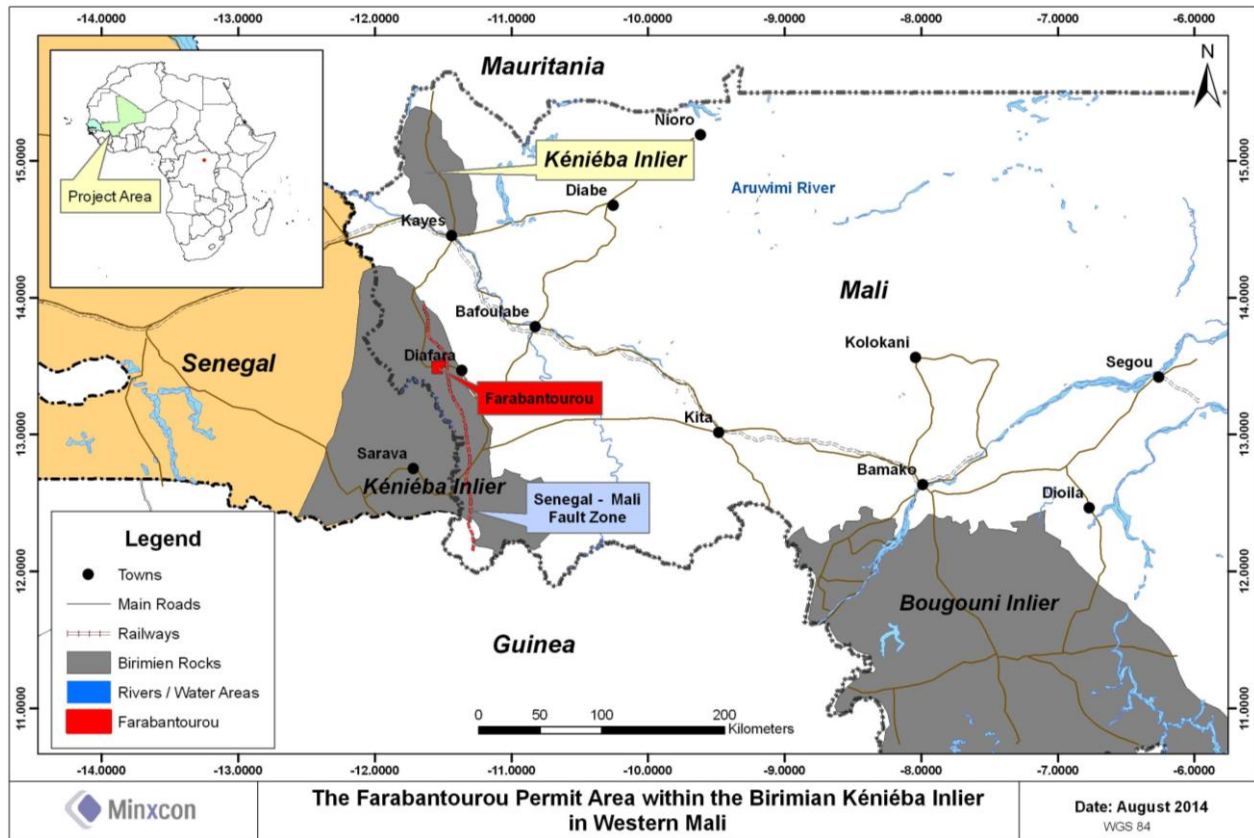 -14.0000 -13.0000 -12.0000 -11.0000 -10.0000 -9.0000 -8.0000 -7.0000 -6.0000
N
Mauritania
Nioro
Kéniéba Inlier
Project Area
15.0000 15.0000
Diabe
Aruwimi River
Kayes
Mali
14.0000 14.0000
Bafoulabe
Kolokani
Senegal
Diafara
Segou
Farabantourou
13.0000 13.0000
Kita
Sarava
Bamako
Kéniéba Inlier
Senegal - Mali
Fault Zone
Dioila
Legend
Towns
Main Roads
Railways
Birimien Rocks
Rivers / Water Areas
Farabantourou
12.0000 12.0000
Bougouni Inlier
Guinea
11.0000 11.0000
0 50 100 200
Kilometers
-14.0000 -13.0000 -12.0000 -11.0000 -10.0000 -9.0000 -8.0000 -7.0000 -6.0000
Minxcon
The Farabantourou Permit Area within the Birimian Kéniéba Inlier
in Western Mali
Date: August 2014
WGS 84